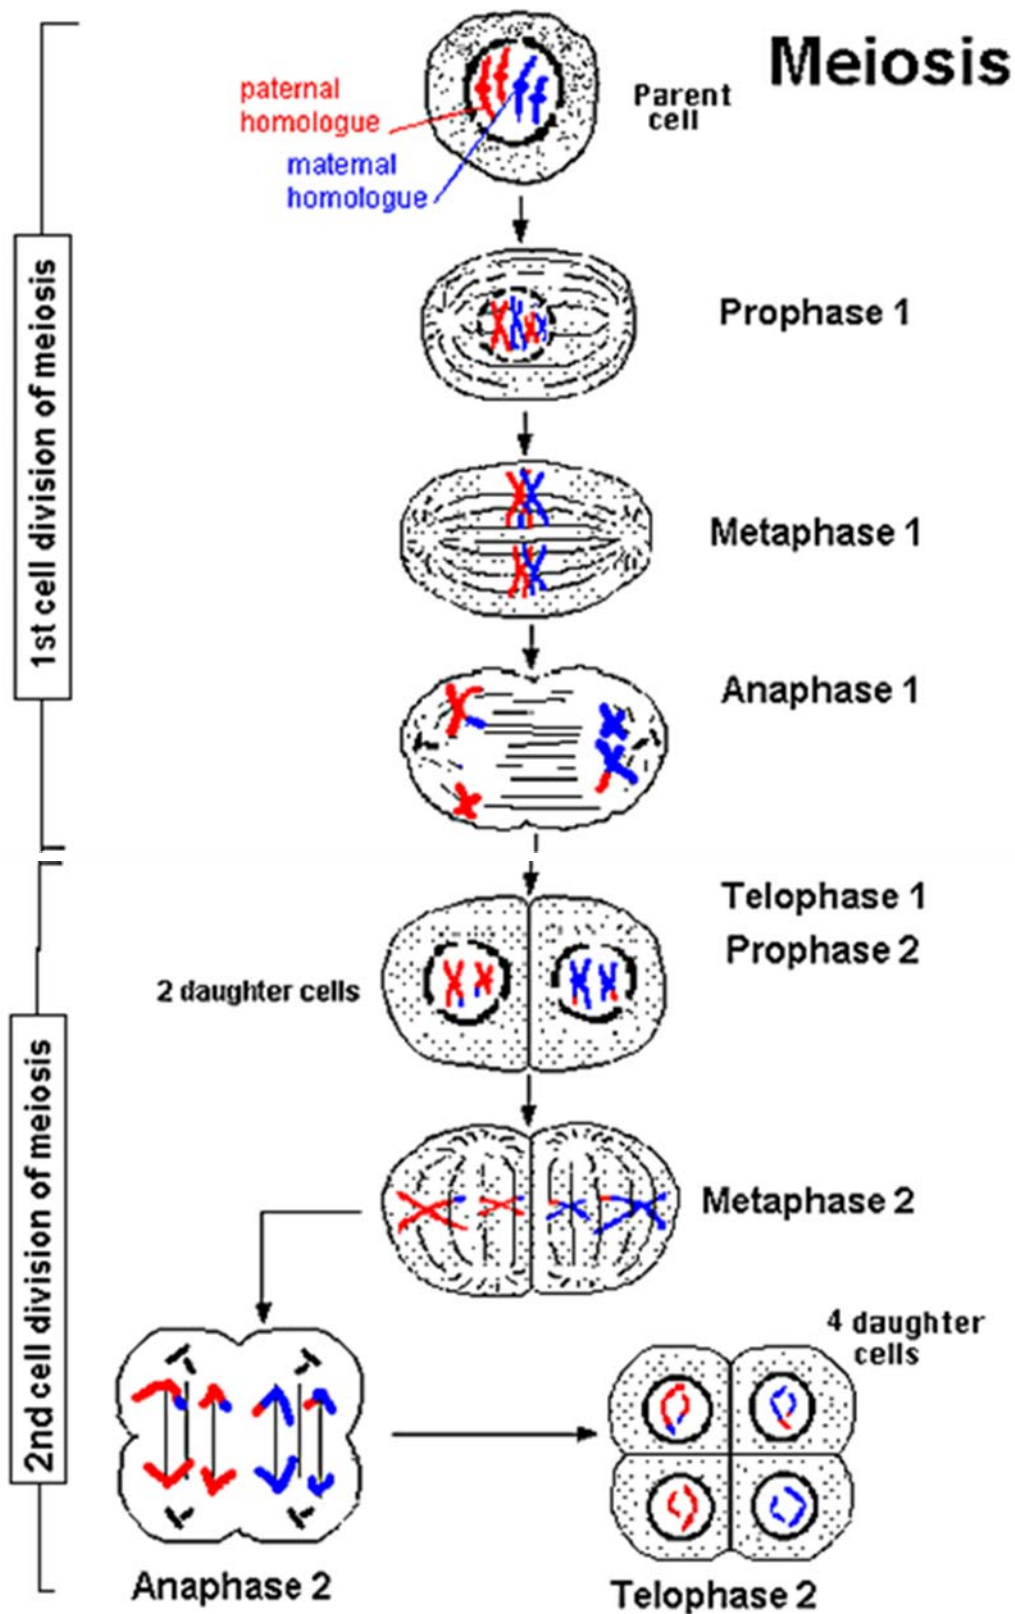 Meiosis
paternal
homologue
maternal
homologue
Parent
cell
1st cell division of meiosis
Prophase 1
Metaphase 1
Anaphase 1
Telophase 1
Prophase 2
2 daughter cells
2nd cell division of meiosis
Metaphase 2
4 daughter
cells
Anaphase 2
Telophase 2